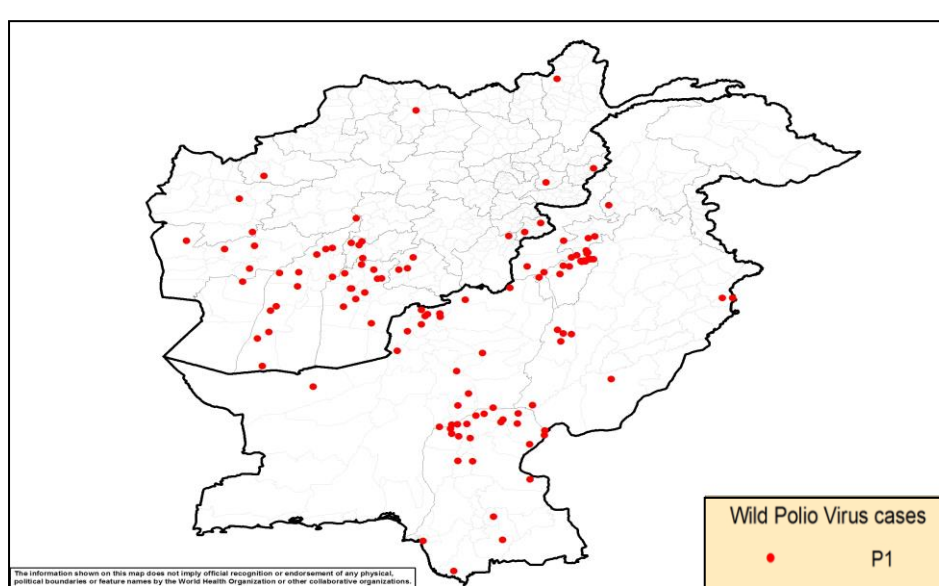 Wild Polio Virus cases
P1
The information shown on this map does not imply official recognition or endorsement of any physical,
political boundaries or feature names by the World Health Organization or other collaborative organizations.